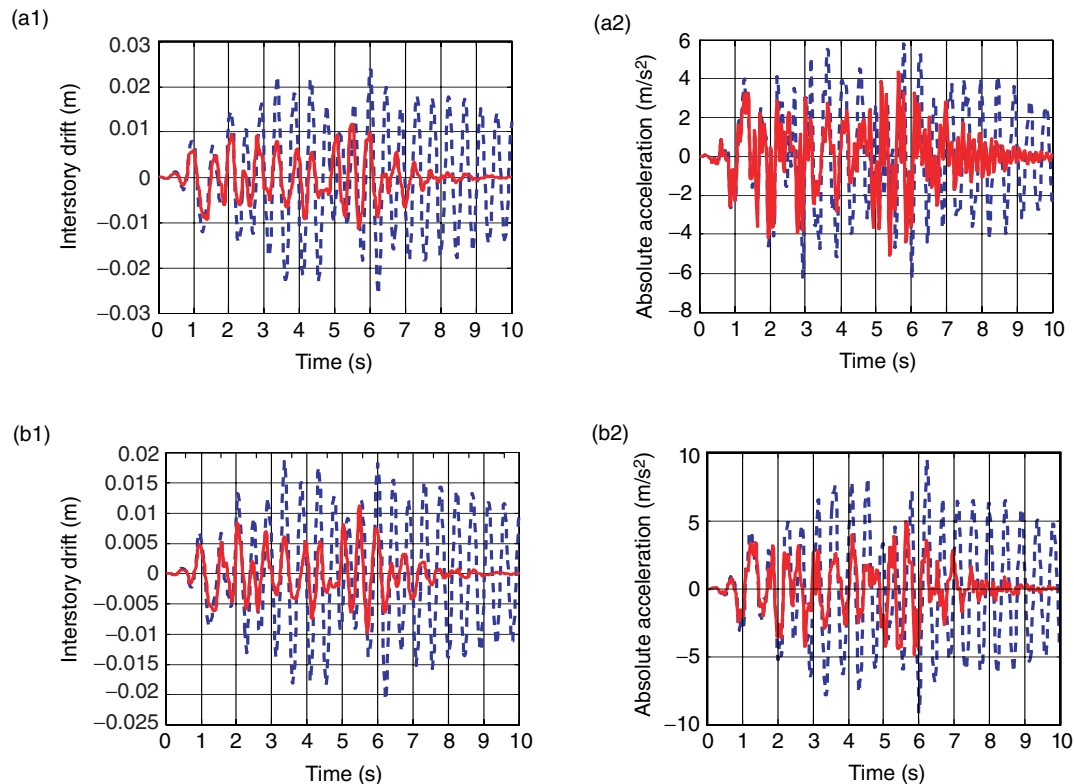 (a1)
0.03
0.02
0.01
0
−0.01
−0.02
−0.03
Interstory drift (m)
0 1 2 3 4 5 6 7 8 9 10
Time (s)
(a2)
6
4
2
0
−2
−4
−6
−8
Absolute acceleration (m/s²)
0 1 2 3 4 5 6 7 8 9 10
Time (s)
(b1)
0.02
0.015
0.01
0.005
0
−0.005
−0.01
−0.015
−0.02
−0.025
Interstory drift (m)
0 1 2 3 4 5 6 7 8 9 10
Time (s)
(b2)
10
5
0
−5
−10
Absolute acceleration (m/s²)
0 1 2 3 4 5 6 7 8 9 10
Time (s)